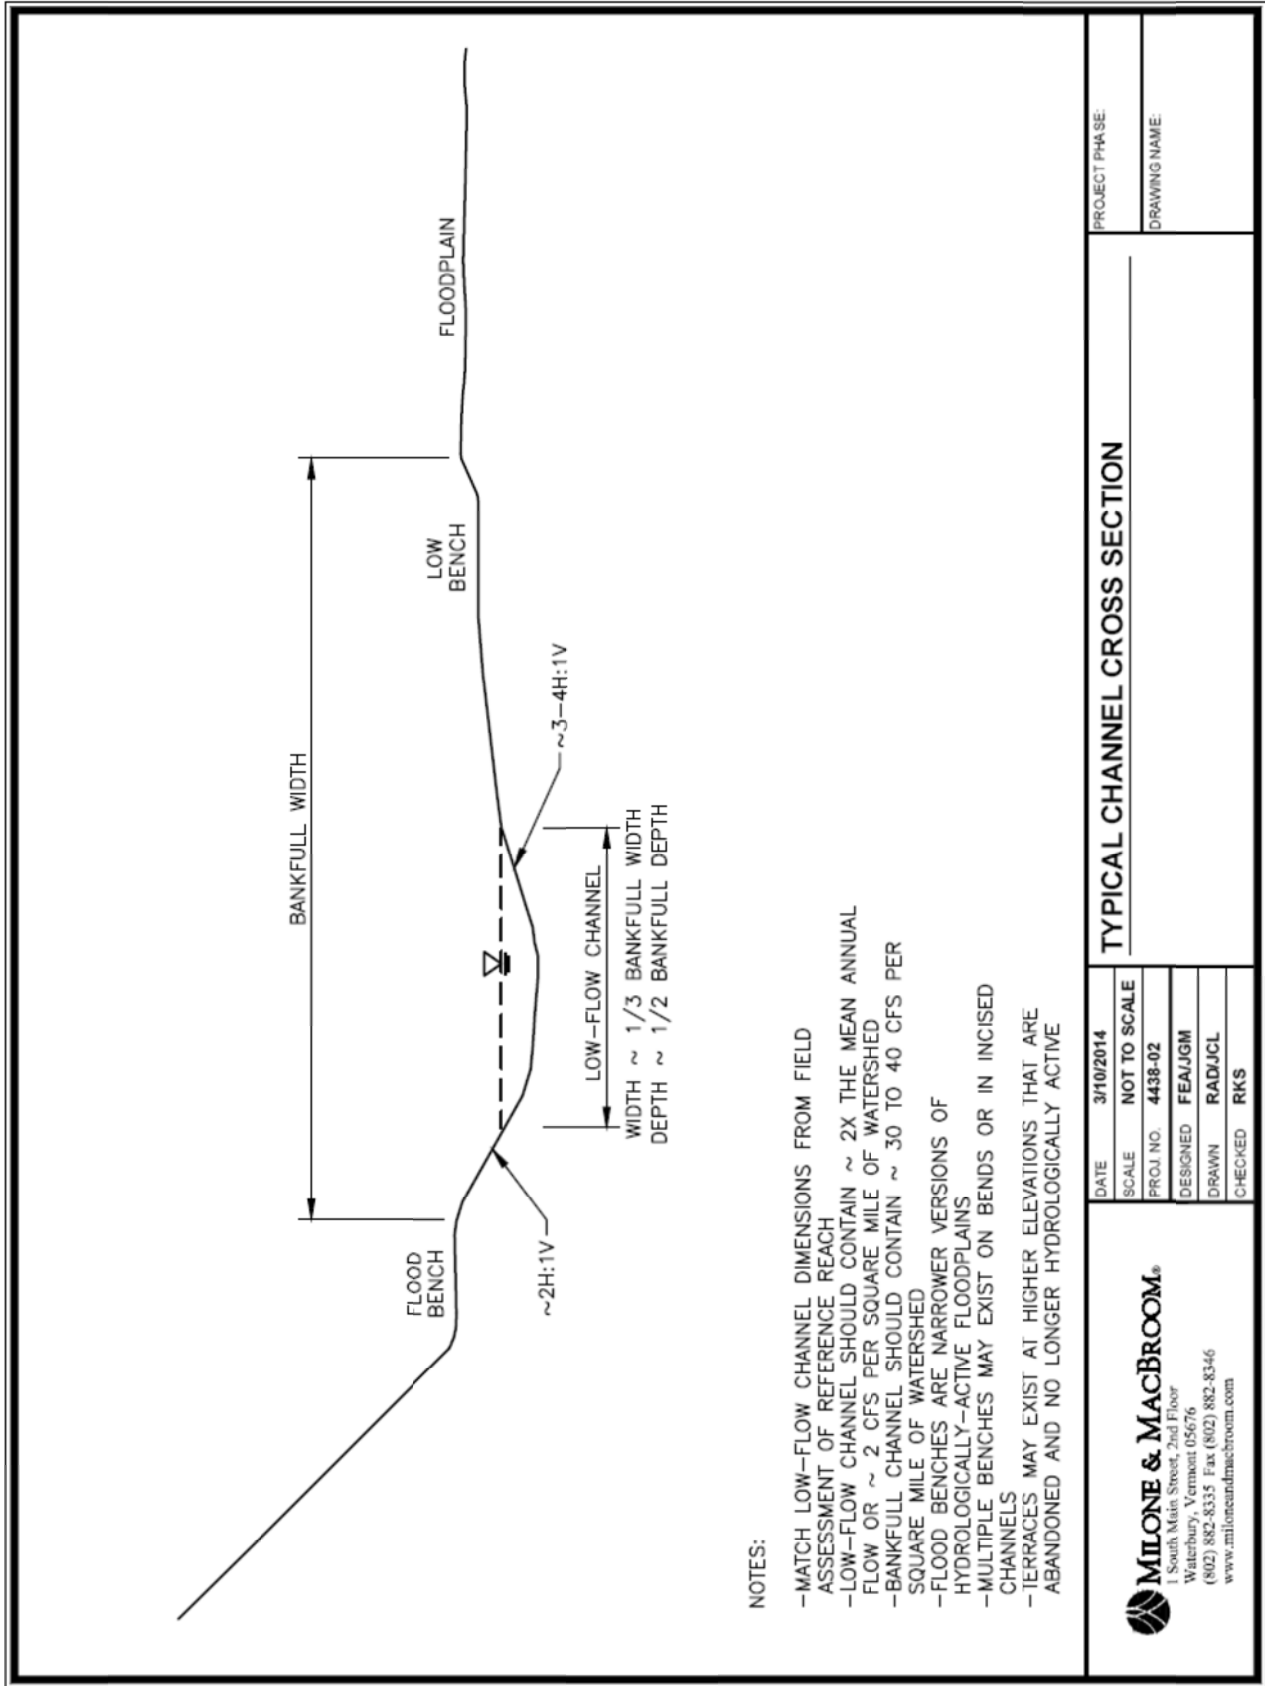 BANKFULL WIDTH
FLOOD
BENCH
LOW
BENCH
FLOODPLAIN
~2H:1V
~3-4H:1V
LOW-FLOW CHANNEL
WIDTH ~ 1/3 BANKFULL WIDTH
DEPTH ~ 1/2 BANKFULL DEPTH
NOTES:
-MATCH LOW-FLOW CHANNEL DIMENSIONS FROM FIELD
ASSESSMENT OF REFERENCE REACH
-LOW-FLOW CHANNEL SHOULD CONTAIN ~ 2X THE MEAN ANNUAL
FLOW OR ~ 2 CFS PER SQUARE MILE OF WATERSHED
-BANKFULL CHANNEL SHOULD CONTAIN ~ 30 TO 40 CFS PER
SQUARE MILE OF WATERSHED
-FLOOD BENCHES ARE NARROWER VERSIONS OF
HYDROLOGICALLY-ACTIVE FLOODPLAINS
-MULTIPLE BENCHES MAY EXIST ON BENDS OR IN INCISED
CHANNELS
-TERRACES MAY EXIST AT HIGHER ELEVATIONS THAT ARE
ABANDONED AND NO LONGER HYDROLOGICALLY ACTIVE
MILONE & MACBROOM®
1 South Main Street, 2nd Floor
Waterbury, Vermont 05676
(802) 882-8335 Fax (802) 882-8346
www.miloneandmacbroom.com
DATE 3/10/2014
SCALE NOT TO SCALE
PROJ. NO. 4438-02
DESIGNED FEA/JGM
DRAWN RAD/JCL
CHECKED RKS
TYPICAL CHANNEL CROSS SECTION
PROJECT PHASE:
DRAWING NAME: